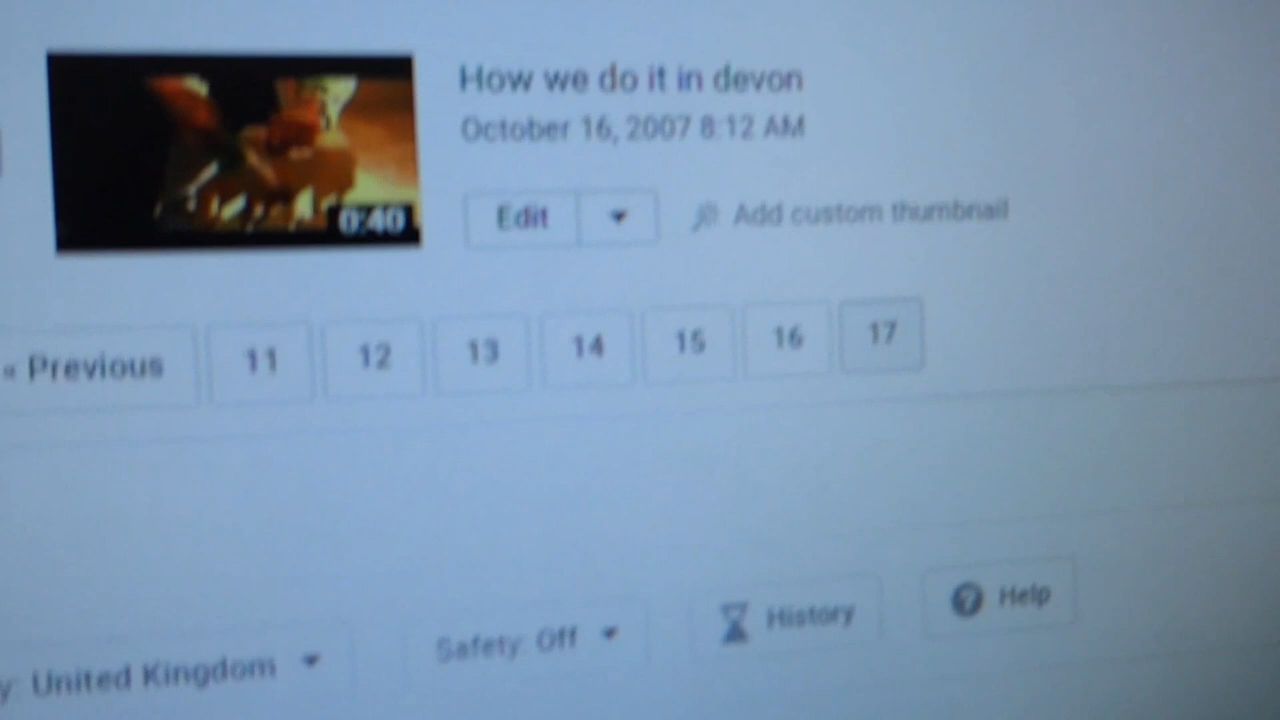 How we do it in devon
October 16, 2007 8:12 AM
0:40
Edit
Add custom thumbnail
« Previous 11 12 13 14 15 16 17
y: United Kingdom Safety: Off History Help